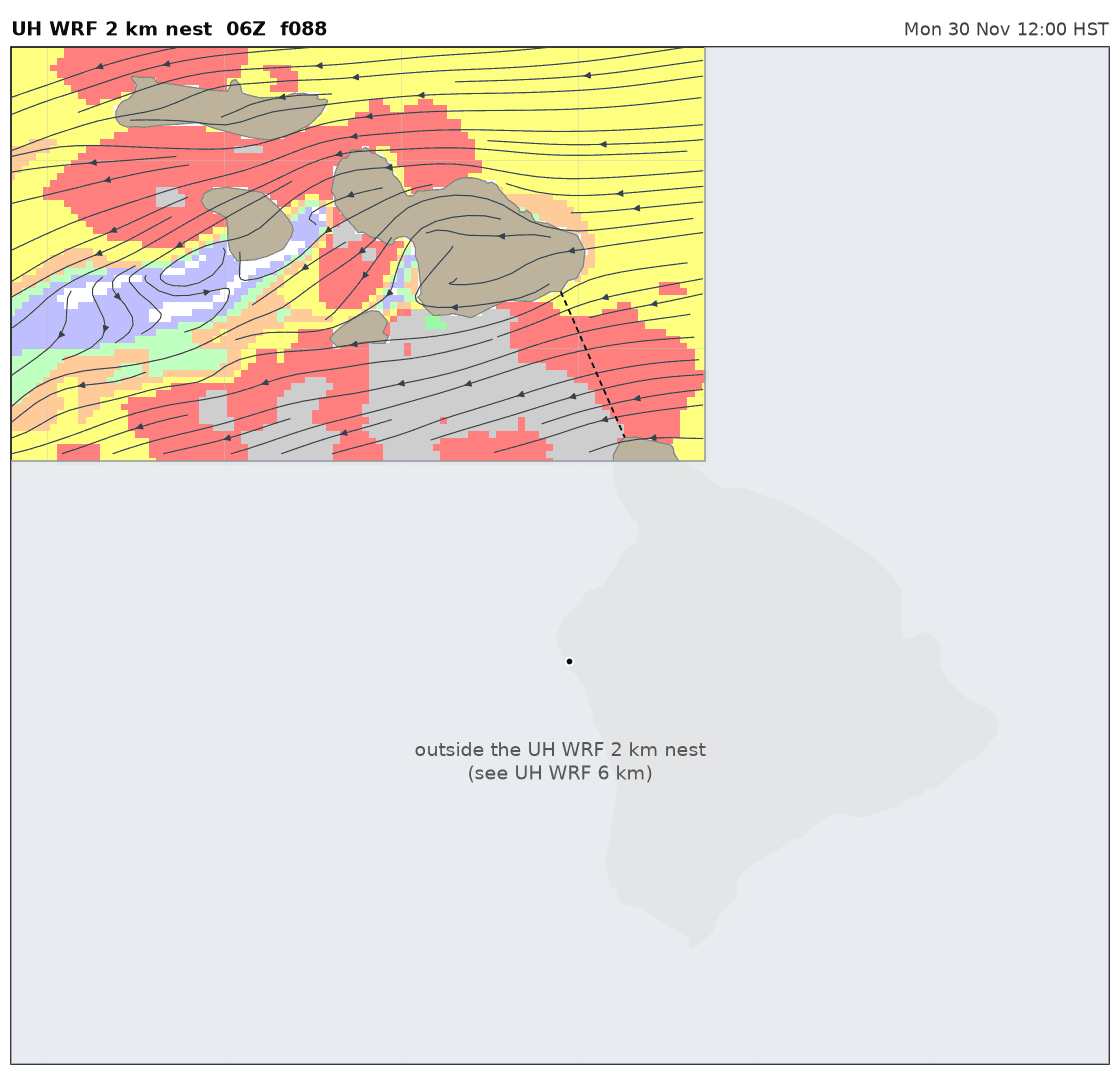 UH WRF 2 km nest  06Z  f088
Mon 30 Nov 12:00 HST
outside the UH WRF 2 km nest
(see UH WRF 6 km)